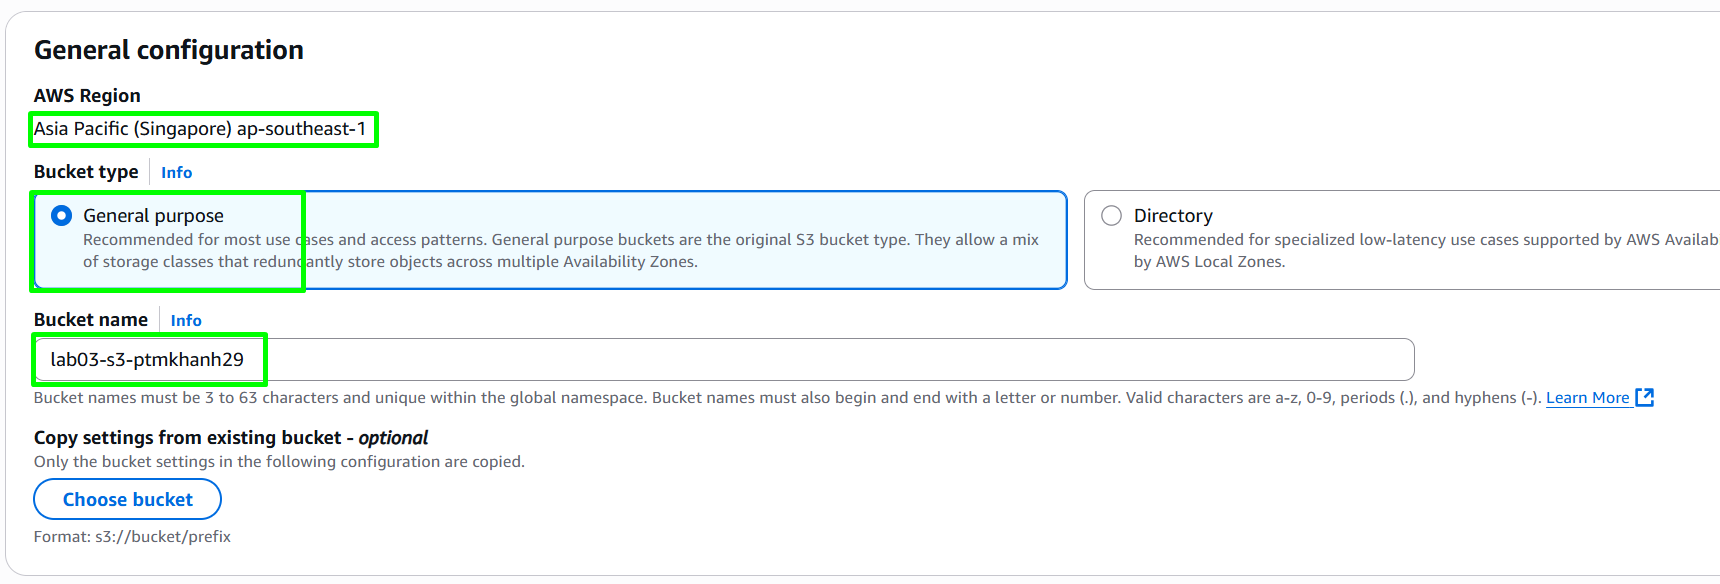 General configuration
AWS Region
Asia Pacific (Singapore) ap-southeast-1
Bucket type Info
General purpose
Recommended for most use cases and access patterns. General purpose buckets are the original S3 bucket type. They allow a mix
of storage classes that redundantly store objects across multiple Availability Zones.
Directory
Recommended for specialized low-latency use cases supported by AWS Availab
by AWS Local Zones.
Bucket name Info
lab03-s3-ptmkhanh29
Bucket names must be 3 to 63 characters and unique within the global namespace. Bucket names must also begin and end with a letter or number. Valid characters are a-z, 0-9, periods (.), and hyphens (-). Learn More
Copy settings from existing bucket - optional
Only the bucket settings in the following configuration are copied.
Choose bucket
Format: s3://bucket/prefix